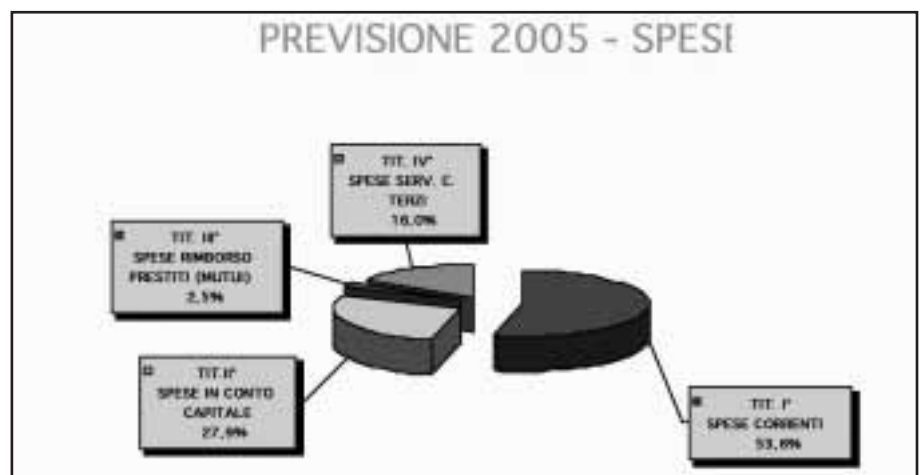 PREVISIONE 2005 - SPESE
TIT. IV°
SPESE SERV. C.
TERZI
16,0%
TIT. III°
SPESE RIMBORSO
PRESTITI (MUTUI)
2,5%
TIT.II°
SPESE IN CONTO
CAPITALE
27,9%
TIT. I°
SPESE CORRENTI
53,6%